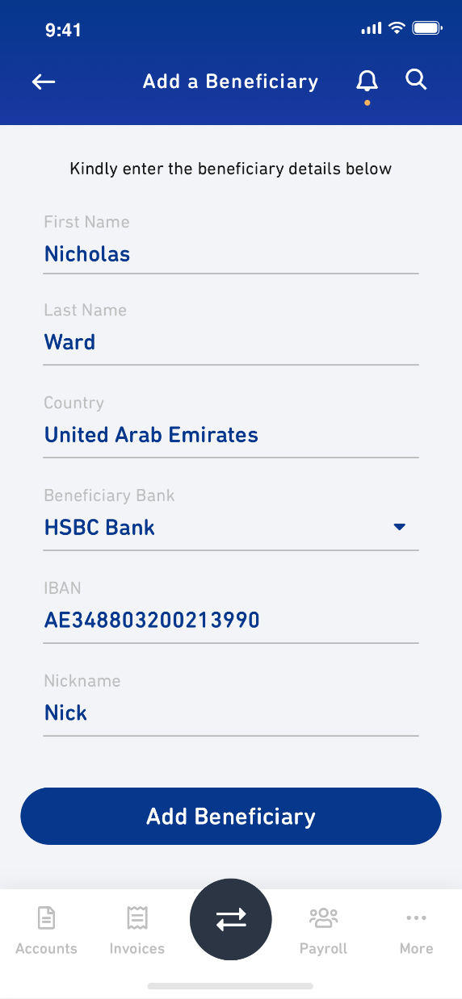 9:41
Add a Beneficiary
Kindly enter the beneficiary details below
First Name
Nicholas
Last Name
Ward
Country
United Arab Emirates
Beneficiary Bank
HSBC Bank
IBAN
AE348803200213990
Nickname
Nick
Add Beneficiary
Accounts Invoices Payroll More